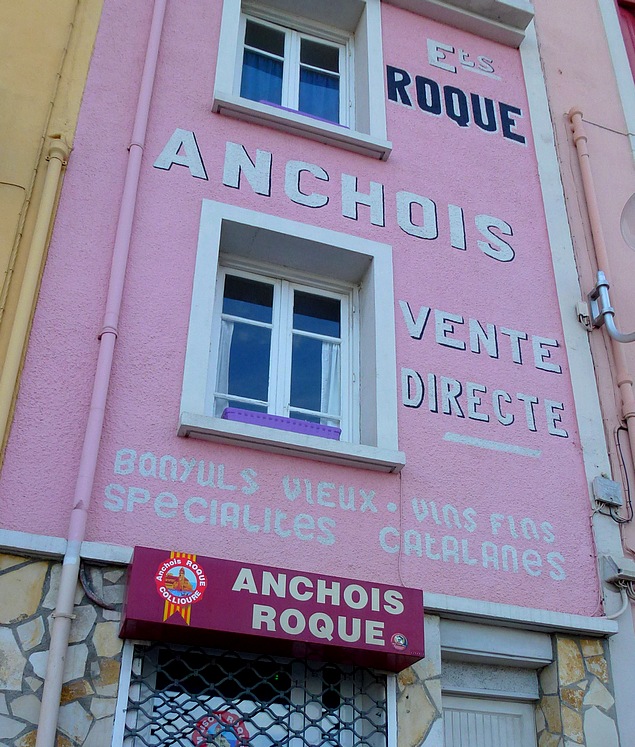 Ets
ROQUE
ANCHOIS
VENTE
DIRECTE
BANYULS VIEUX • VINS FINS
SPECIALITES CATALANES
ANCHOIS
ROQUE
Anchois ROQUE
COLLIOURE